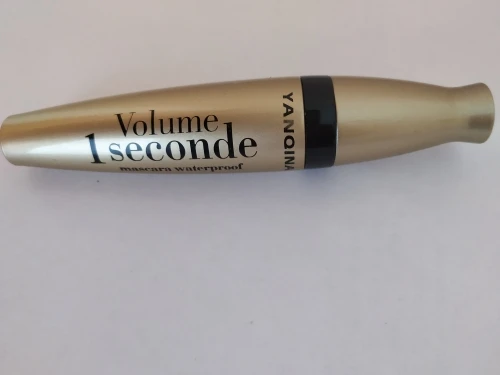 Volume
1 seconde
mascara waterproof
YANQINA